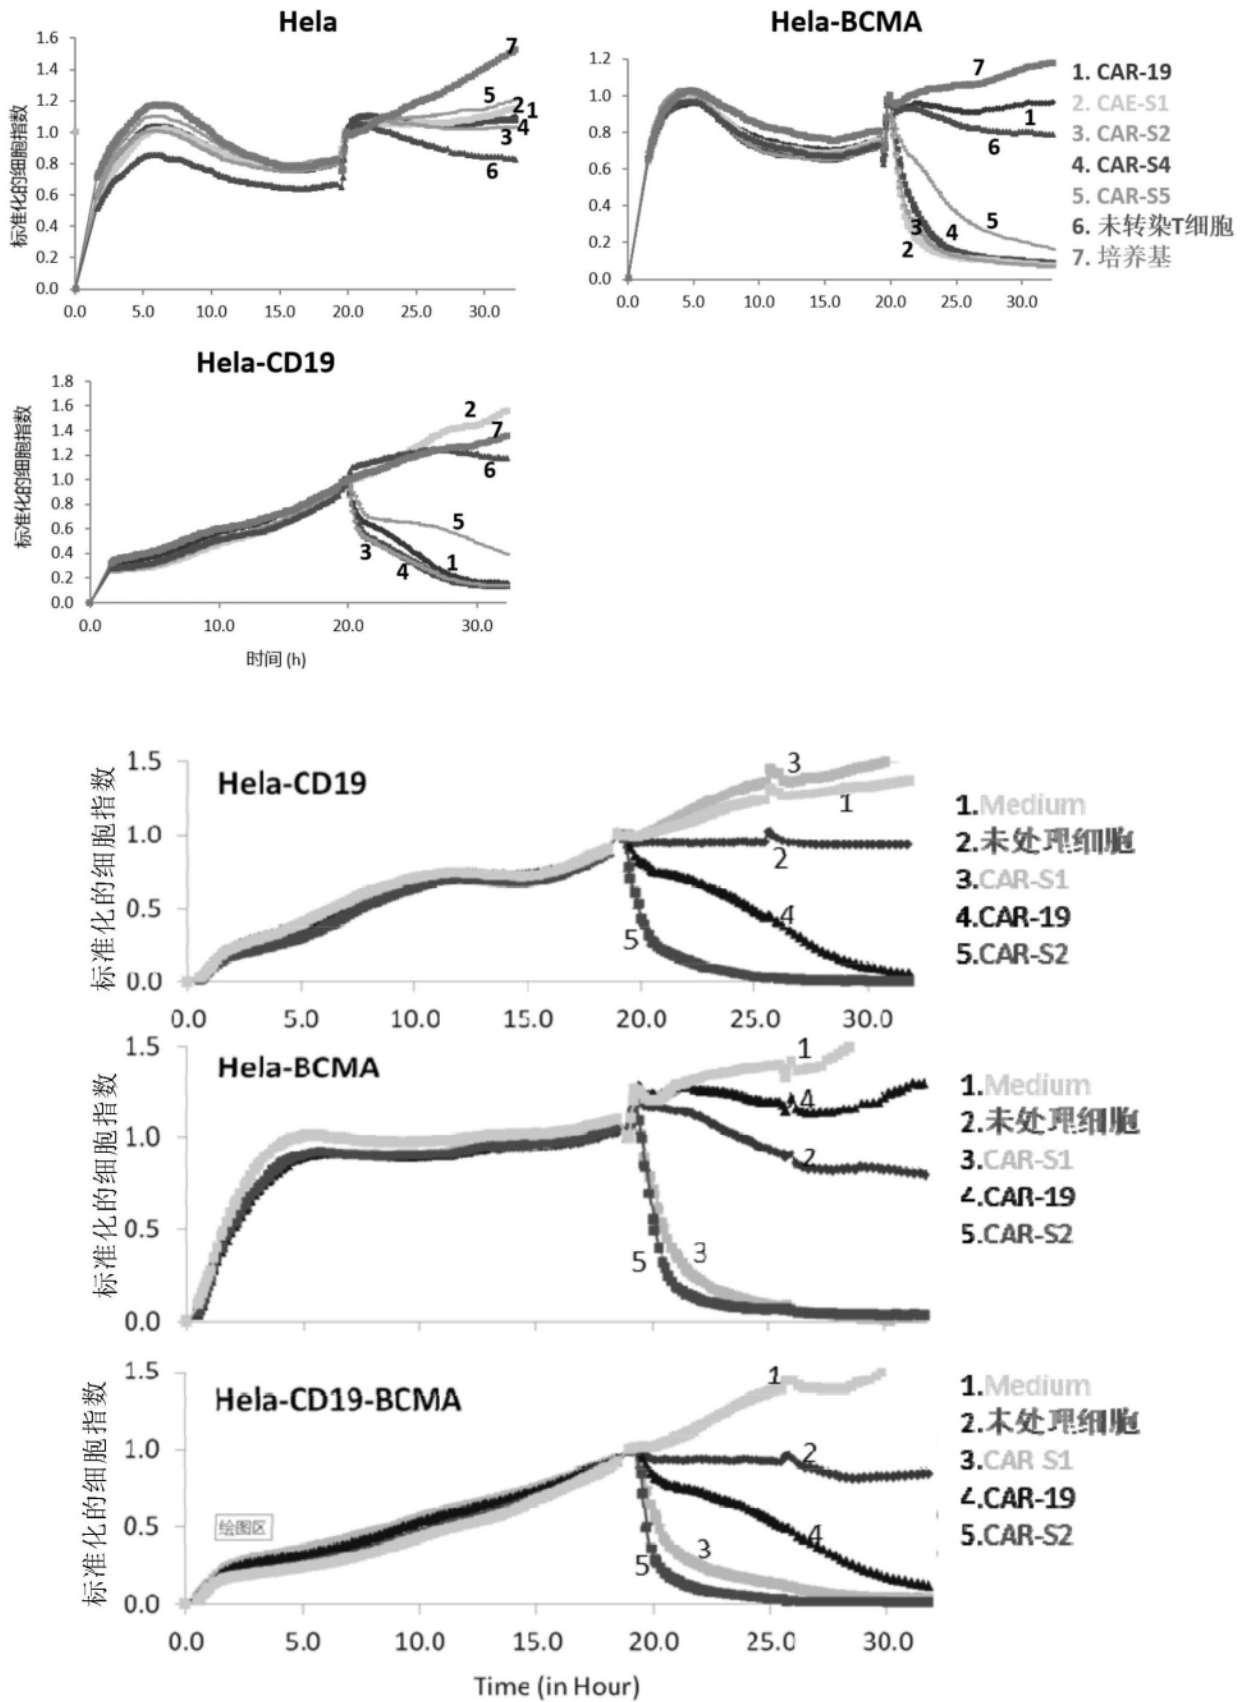 Hela
标准化的细胞指数
1.6
1.4
1.2
1.0
0.8
0.6
0.4
0.2
0.0
0.0 5.0 10.0 15.0 20.0 25.0 30.0
7
5
2
1
4
3
6
Hela-BCMA
1.2
1.0
0.8
0.6
0.4
0.2
0.0
0.0 5.0 10.0 15.0 20.0 25.0 30.0
7
1
6
5
4
3
2
1. CAR-19
2. CAE-S1
3. CAR-S2
4. CAR-S4
5. CAR-S5
6. 未转染T细胞
7. 培养基
Hela-CD19
标准化的细胞指数
1.8
1.6
1.4
1.2
1.0
0.8
0.6
0.4
0.2
0.0
0.0 10.0 20.0 30.0
2
7
6
5
3
4
1
时间 (h)
Hela-CD19
标准化的细胞指数
1.5
1.0
0.5
0.0
0.0 5.0 10.0 15.0 20.0 25.0 30.0
3
1
2
4
5
1.Medium
2.未处理细胞
3.CAR-S1
4.CAR-19
5.CAR-S2
Hela-BCMA
标准化的细胞指数
1.5
1.0
0.5
0.0
1
4
2
3
5
1.Medium
2.未处理细胞
3.CAR-S1
4.CAR-19
5.CAR-S2
Hela-CD19-BCMA
标准化的细胞指数
1.5
1.0
0.5
0.0
绘图区
0.0 5.0 10.0 15.0 20.0 25.0 30.0
1
2
4
3
5
1.Medium
2.未处理细胞
3.CAR S1
4.CAR-19
5.CAR-S2
Time (in Hour)